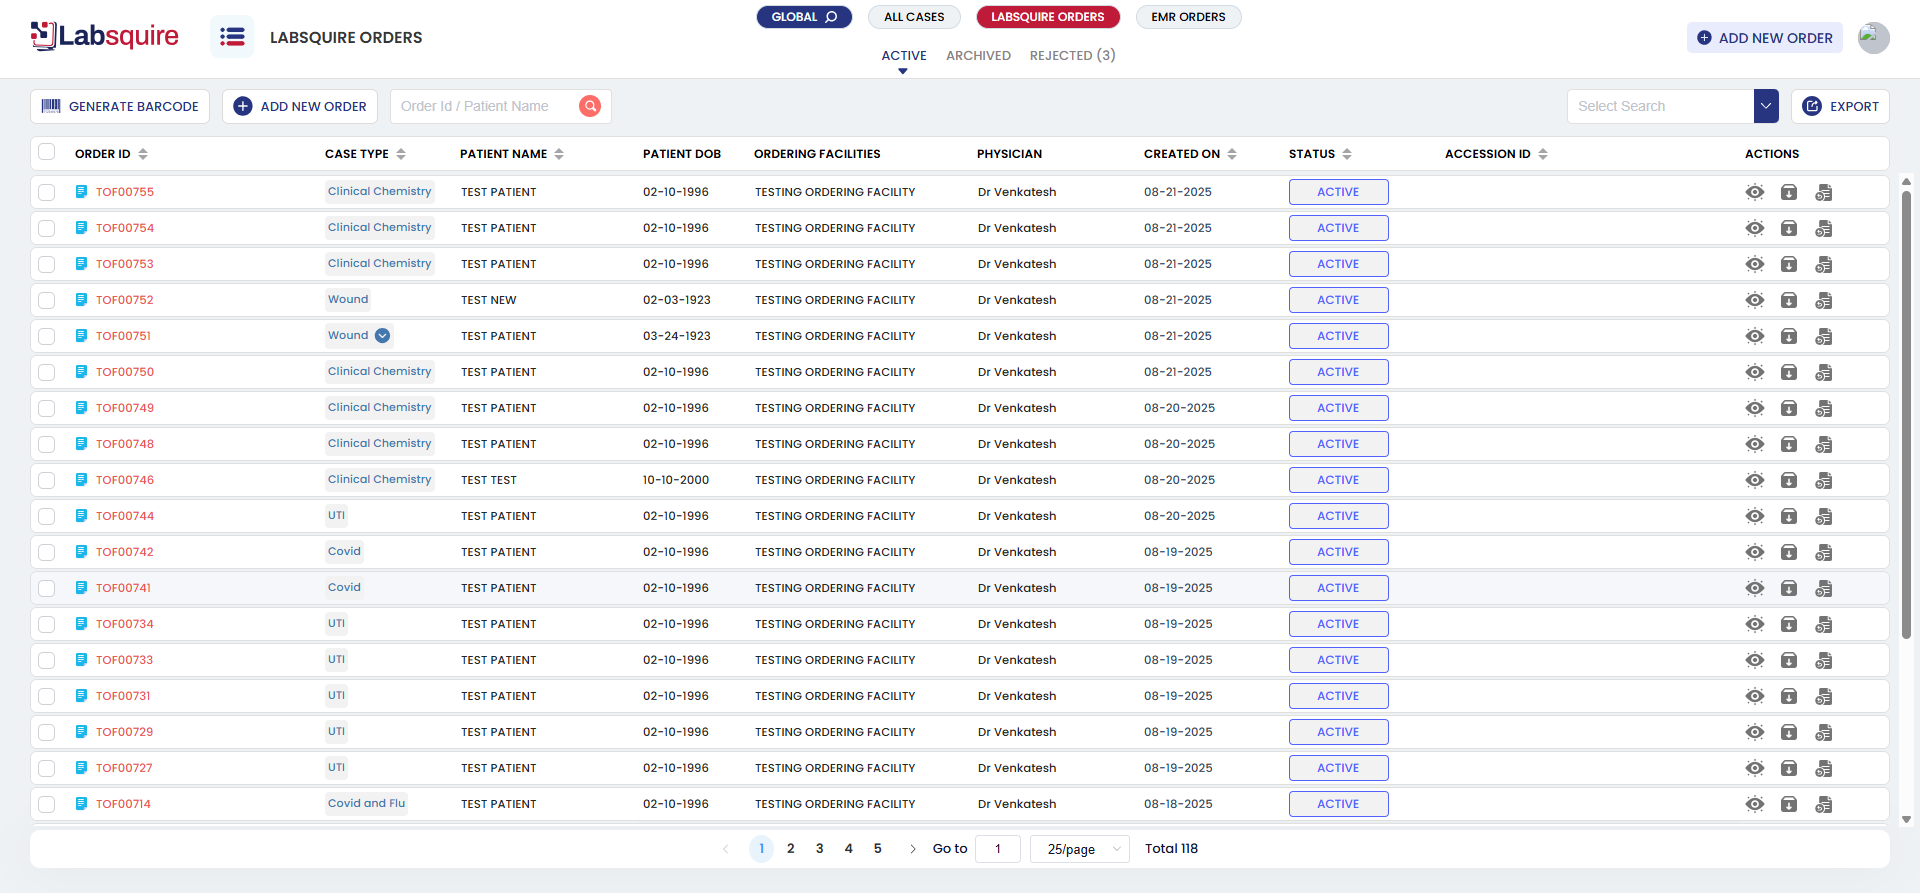 Labsquire
LABSQUIRE ORDERS
GLOBAL
ALL CASES
LABSQUIRE ORDERS
EMR ORDERS
ACTIVE
ARCHIVED
REJECTED (3)
ADD NEW ORDER
GENERATE BARCODE
ADD NEW ORDER
Order Id / Patient Name
Select Search
EXPORT
ORDER ID CASE TYPE PATIENT NAME PATIENT DOB ORDERING FACILITIES PHYSICIAN CREATED ON STATUS ACCESSION ID ACTIONS
TOF00755 Clinical Chemistry TEST PATIENT 02-10-1996 TESTING ORDERING FACILITY Dr Venkatesh 08-21-2025 ACTIVE
TOF00754 Clinical Chemistry TEST PATIENT 02-10-1996 TESTING ORDERING FACILITY Dr Venkatesh 08-21-2025 ACTIVE
TOF00753 Clinical Chemistry TEST PATIENT 02-10-1996 TESTING ORDERING FACILITY Dr Venkatesh 08-21-2025 ACTIVE
TOF00752 Wound TEST NEW 02-03-1923 TESTING ORDERING FACILITY Dr Venkatesh 08-21-2025 ACTIVE
TOF00751 Wound TEST PATIENT 03-24-1923 TESTING ORDERING FACILITY Dr Venkatesh 08-21-2025 ACTIVE
TOF00750 Clinical Chemistry TEST PATIENT 02-10-1996 TESTING ORDERING FACILITY Dr Venkatesh 08-21-2025 ACTIVE
TOF00749 Clinical Chemistry TEST PATIENT 02-10-1996 TESTING ORDERING FACILITY Dr Venkatesh 08-20-2025 ACTIVE
TOF00748 Clinical Chemistry TEST PATIENT 02-10-1996 TESTING ORDERING FACILITY Dr Venkatesh 08-20-2025 ACTIVE
TOF00746 Clinical Chemistry TEST TEST 10-10-2000 TESTING ORDERING FACILITY Dr Venkatesh 08-20-2025 ACTIVE
TOF00744 UTI TEST PATIENT 02-10-1996 TESTING ORDERING FACILITY Dr Venkatesh 08-20-2025 ACTIVE
TOF00742 Covid TEST PATIENT 02-10-1996 TESTING ORDERING FACILITY Dr Venkatesh 08-19-2025 ACTIVE
TOF00741 Covid TEST PATIENT 02-10-1996 TESTING ORDERING FACILITY Dr Venkatesh 08-19-2025 ACTIVE
TOF00734 UTI TEST PATIENT 02-10-1996 TESTING ORDERING FACILITY Dr Venkatesh 08-19-2025 ACTIVE
TOF00733 UTI TEST PATIENT 02-10-1996 TESTING ORDERING FACILITY Dr Venkatesh 08-19-2025 ACTIVE
TOF00731 UTI TEST PATIENT 02-10-1996 TESTING ORDERING FACILITY Dr Venkatesh 08-19-2025 ACTIVE
TOF00729 UTI TEST PATIENT 02-10-1996 TESTING ORDERING FACILITY Dr Venkatesh 08-19-2025 ACTIVE
TOF00727 UTI TEST PATIENT 02-10-1996 TESTING ORDERING FACILITY Dr Venkatesh 08-19-2025 ACTIVE
TOF00714 Covid and Flu TEST PATIENT 02-10-1996 TESTING ORDERING FACILITY Dr Venkatesh 08-18-2025 ACTIVE
1 2 3 4 5 Go to 1 25/page Total 118